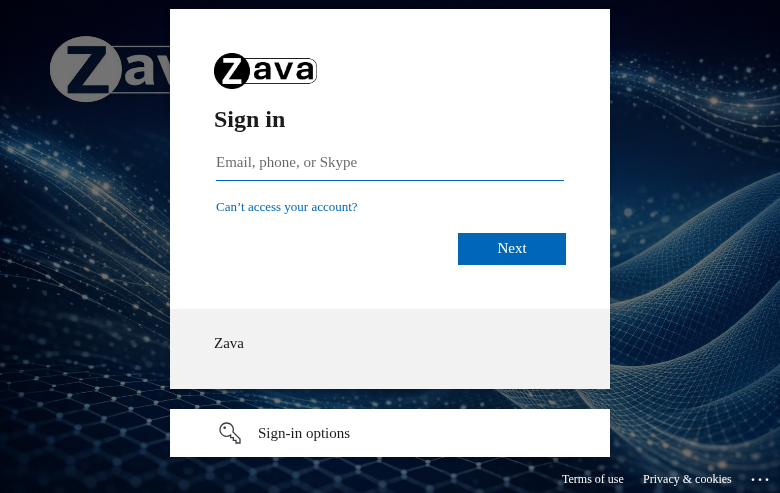 Zava
Zava
Sign in
Email, phone, or Skype
Can’t access your account?
Next
Zava
Sign-in options
Terms of use Privacy & cookies